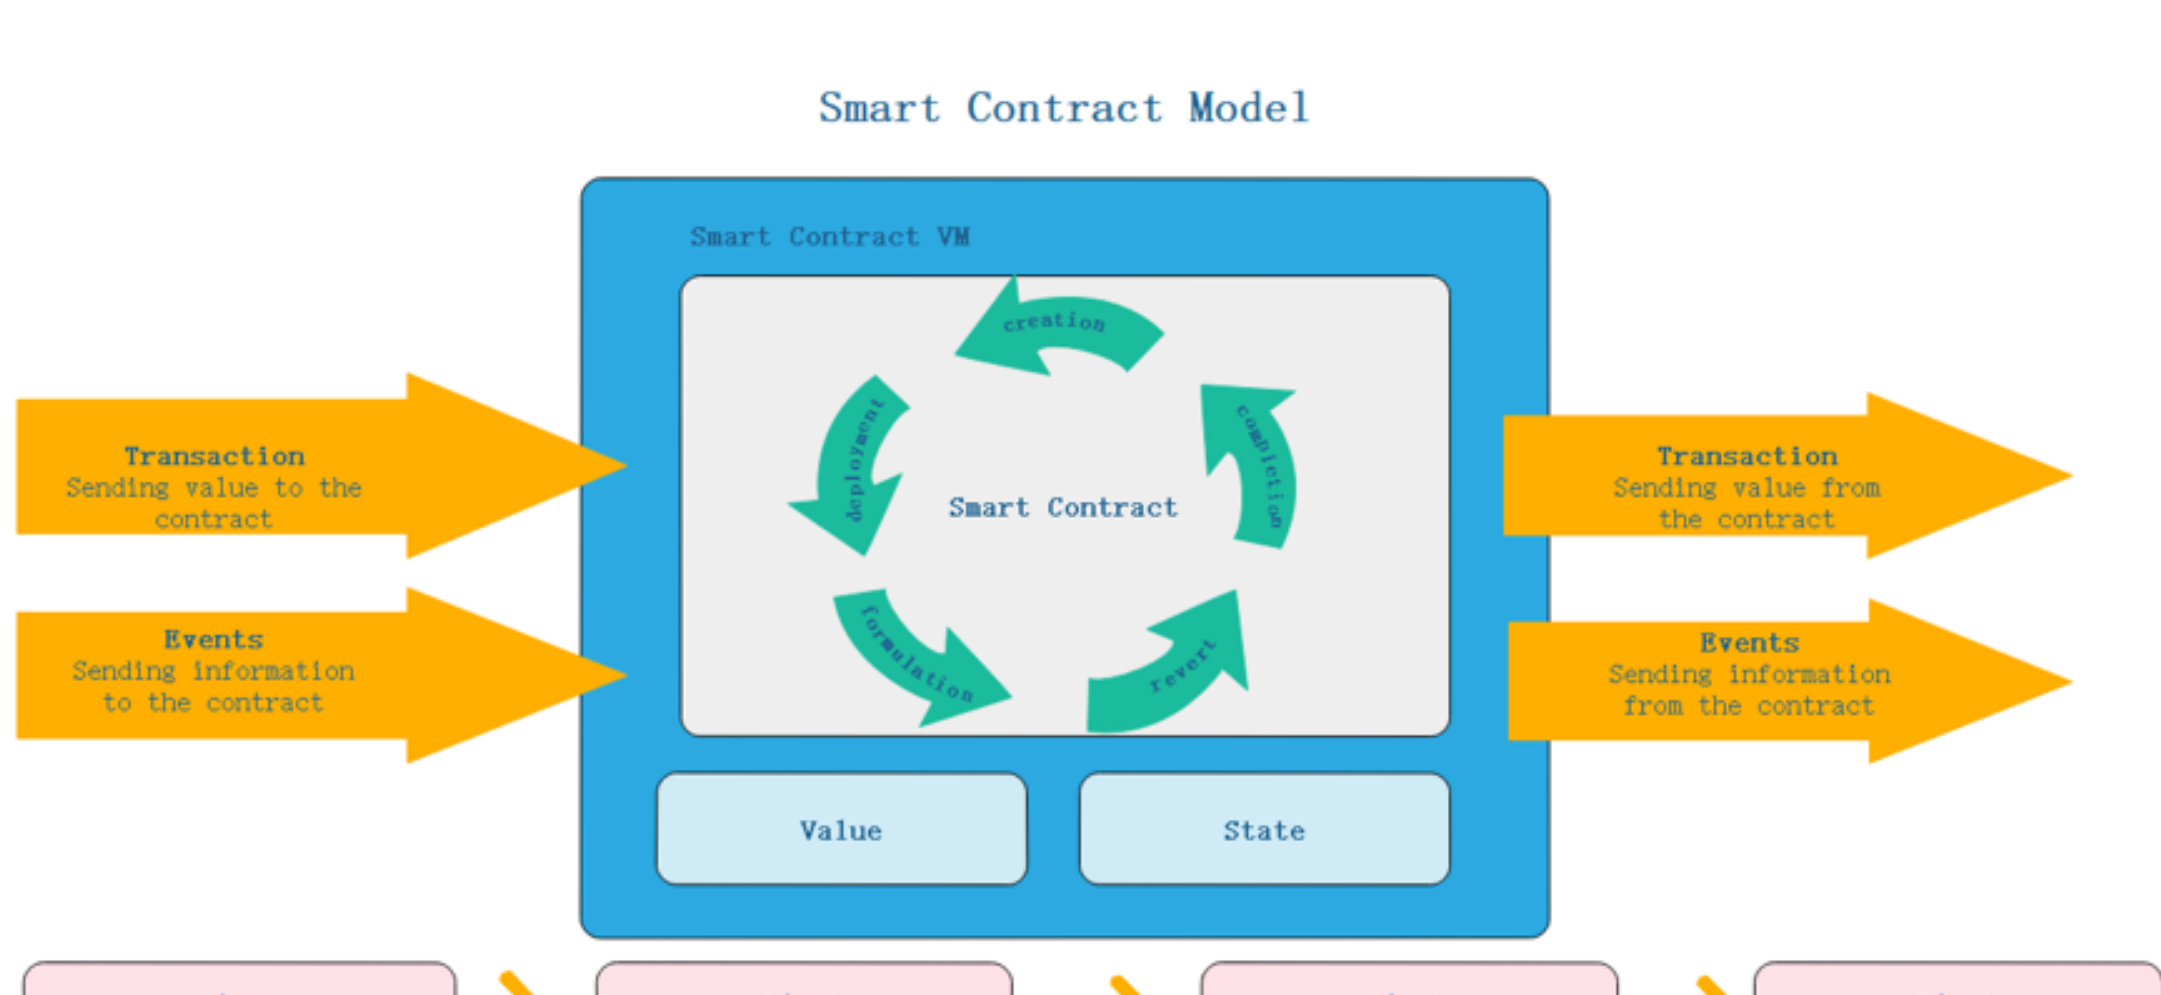 Smart Contract Model
Smart Contract VM
creation
deployment
completion
Smart Contract
formulation
revert
Transaction
Sending value to the
contract
Events
Sending information
to the contract
Transaction
Sending value from
the contract
Events
Sending information
from the contract
Value
State